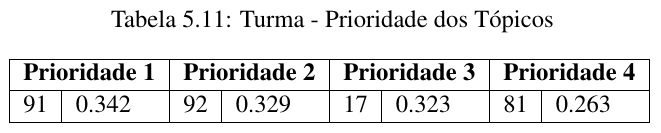 Tabela 5.11: Turma - Prioridade dos Tópicos
Prioridade 1 Prioridade 2 Prioridade 3 Prioridade 4
91 0.342 92 0.329 17 0.323 81 0.263